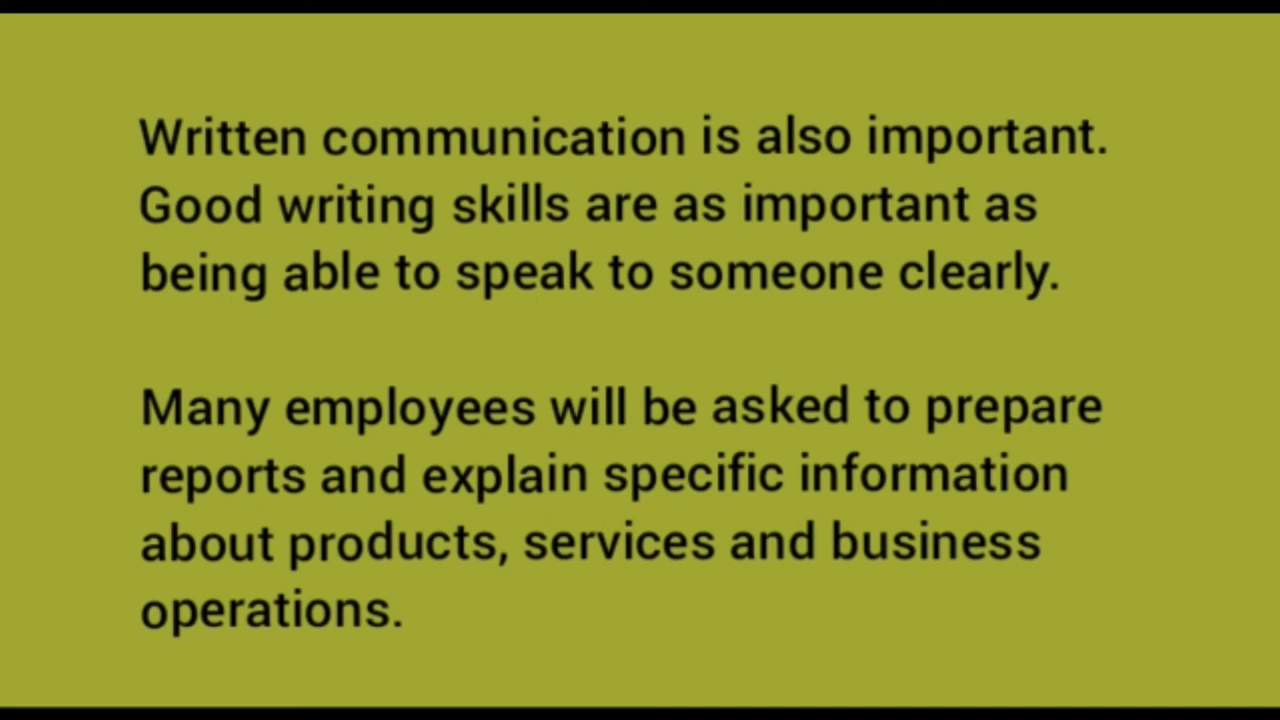 Written communication is also important.
Good writing skills are as important as
being able to speak to someone clearly.
Many employees will be asked to prepare
reports and explain specific information
about products, services and business
operations.